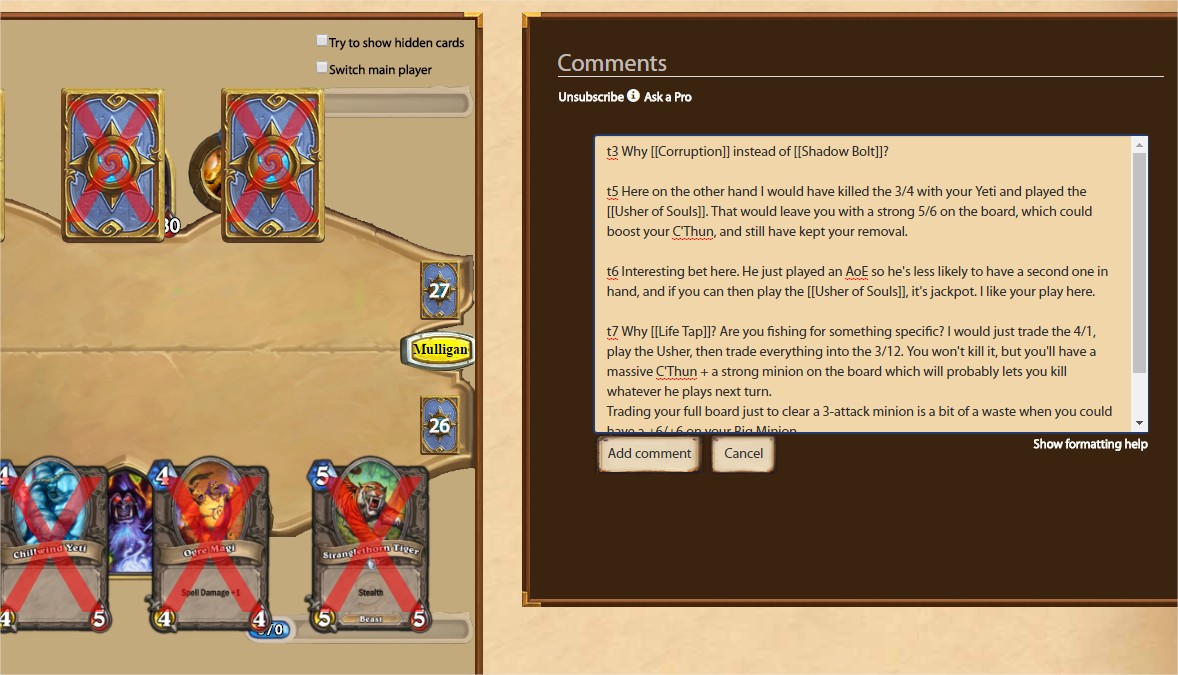 Try to show hidden cards
Switch main player
30
27
Mulligan
26
4
Chillwind Yeti
4
5
4
Ogre Magi
Spell Damage +1
4
4
5
Stranglethorn Tiger
Stealth
Beast
5
5
/0
Comments
Unsubscribe Ask a Pro
t3 Why [[Corruption]] instead of [[Shadow Bolt]]?
t5 Here on the other hand I would have killed the 3/4 with your Yeti and played the
[[Usher of Souls]]. That would leave you with a strong 5/6 on the board, which could
boost your C'Thun, and still have kept your removal.
t6 Interesting bet here. He just played an AoE so he's less likely to have a second one in
hand, and if you can then play the [[Usher of Souls]], it's jackpot. I like your play here.
t7 Why [[Life Tap]]? Are you fishing for something specific? I would just trade the 4/1,
play the Usher, then trade everything into the 3/12. You won't kill it, but you'll have a
massive C'Thun + a strong minion on the board which will probably lets you kill
whatever he plays next turn.
Trading your full board just to clear a 3-attack minion is a bit of a waste when you could
have a +6/+6 on your Big Minion
Add comment
Cancel
Show formatting help